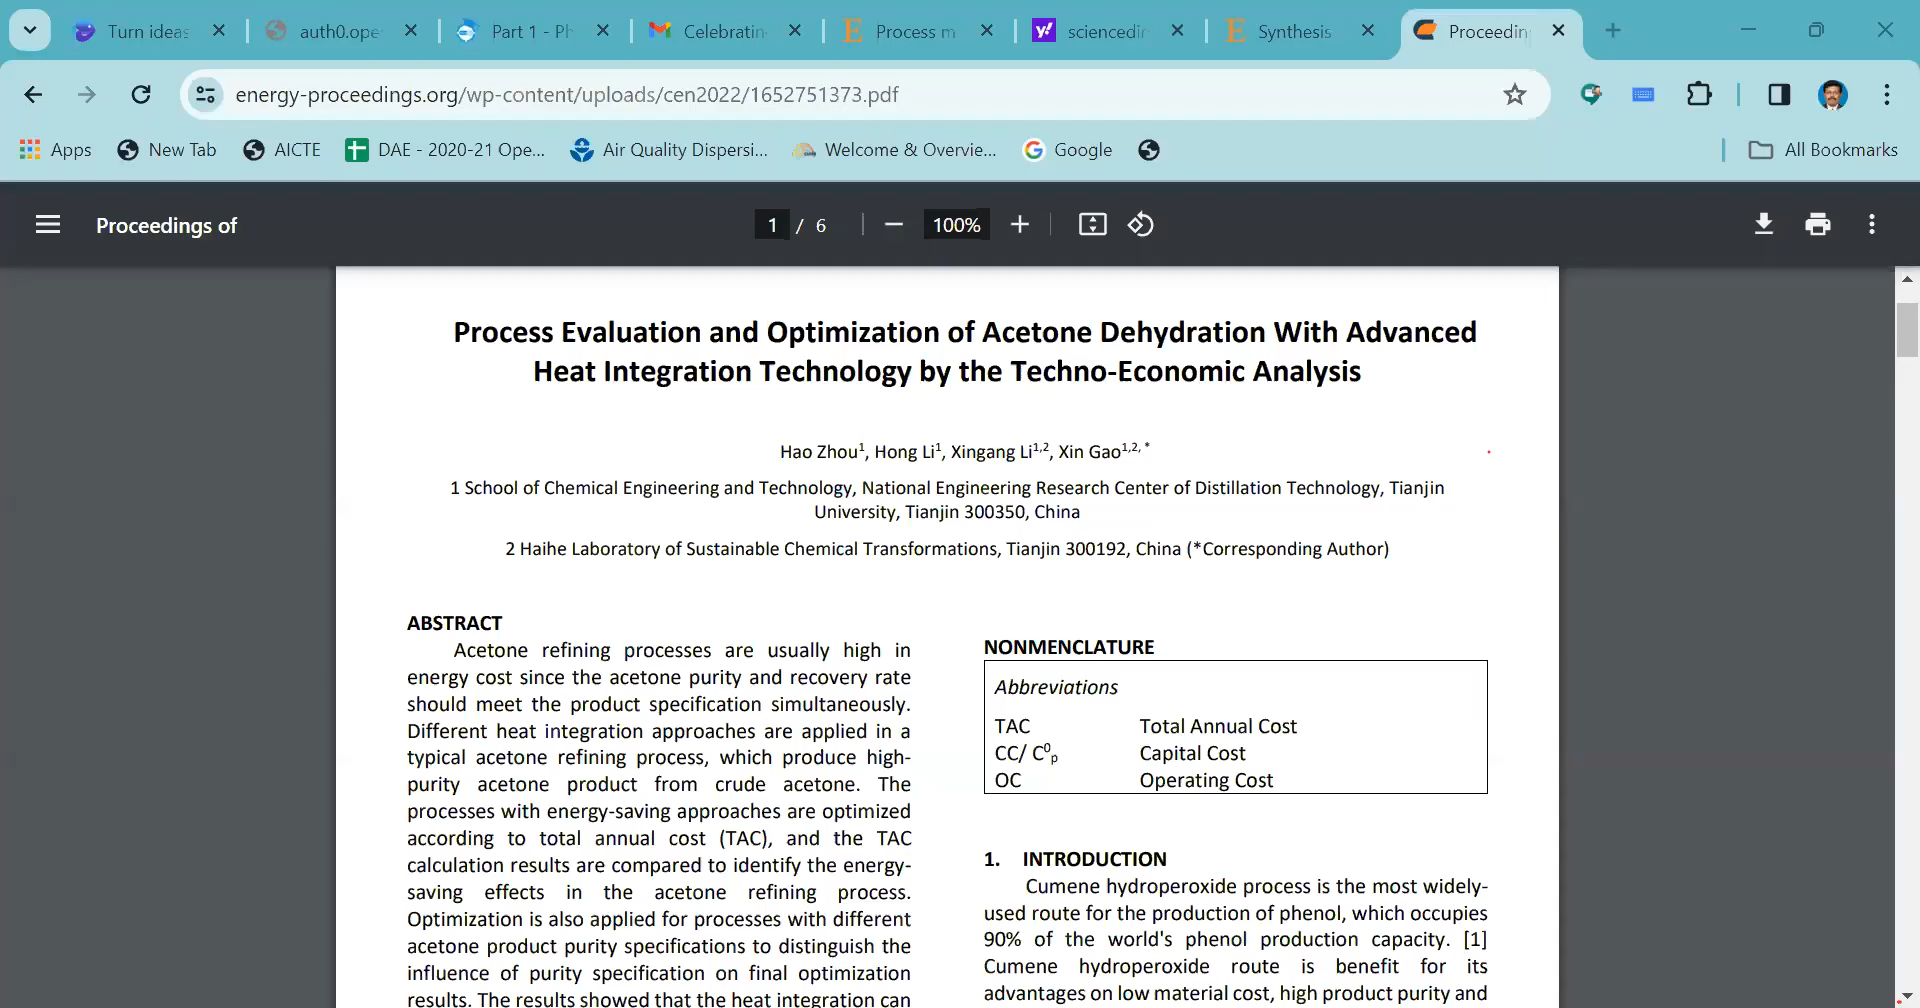 Turn ideas
auth0.ope
Part 1 - Ph
Celebratin
Process m
sciencedir
Synthesis
Proceedin
energy-proceedings.org/wp-content/uploads/cen2022/1652751373.pdf
Apps
New Tab
AICTE
DAE - 2020-21 Ope...
Air Quality Dispersi...
Welcome & Overvie...
Google
All Bookmarks
Proceedings of
1 / 6
100%
Process Evaluation and Optimization of Acetone Dehydration With Advanced
Heat Integration Technology by the Techno-Economic Analysis
Hao Zhou1, Hong Li1, Xingang Li1,2, Xin Gao1,2, *
1 School of Chemical Engineering and Technology, National Engineering Research Center of Distillation Technology, Tianjin
University, Tianjin 300350, China
2 Haihe Laboratory of Sustainable Chemical Transformations, Tianjin 300192, China (*Corresponding Author)
ABSTRACT
Acetone refining processes are usually high in
energy cost since the acetone purity and recovery rate
should meet the product specification simultaneously.
Different heat integration approaches are applied in a
typical acetone refining process, which produce high-
purity acetone product from crude acetone. The
processes with energy-saving approaches are optimized
according to total annual cost (TAC), and the TAC
calculation results are compared to identify the energy-
saving effects in the acetone refining process.
Optimization is also applied for processes with different
acetone product purity specifications to distinguish the
influence of purity specification on final optimization
results. The results showed that the heat integration can
NONMENCLATURE
Abbreviations
TAC Total Annual Cost
CC/ C0p Capital Cost
OC Operating Cost
1. INTRODUCTION
Cumene hydroperoxide process is the most widely-
used route for the production of phenol, which occupies
90% of the world's phenol production capacity. [1]
Cumene hydroperoxide route is benefit for its
advantages on low material cost, high product purity and